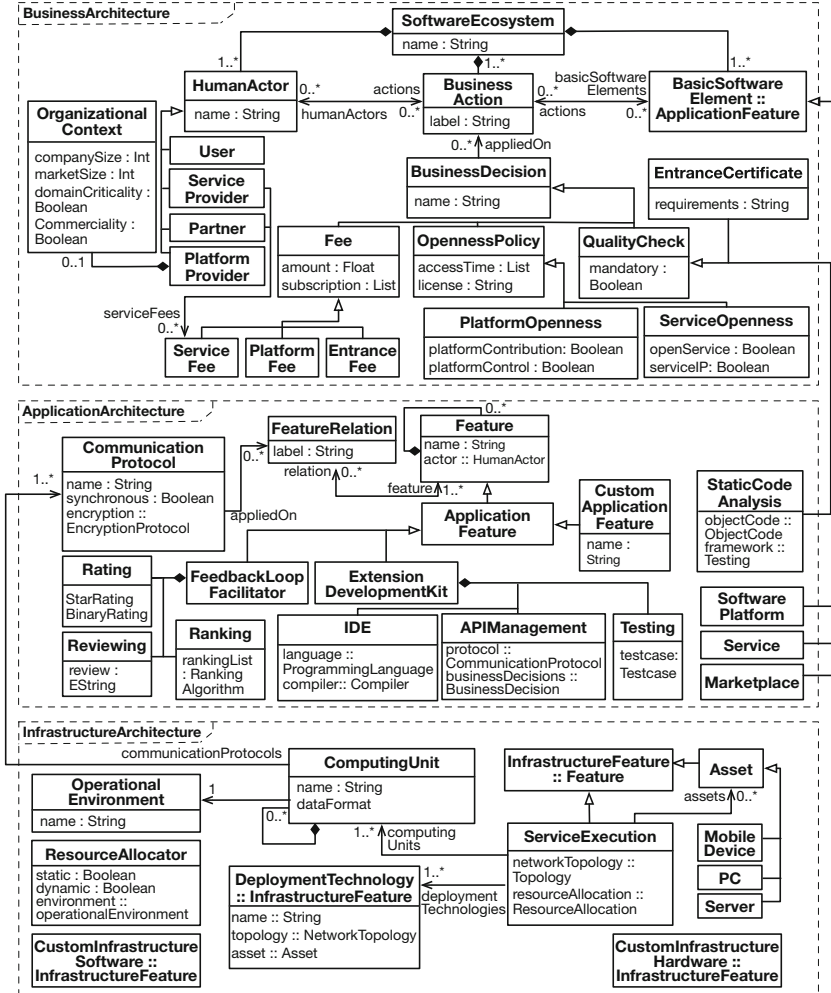 BusinessArchitecture
SoftwareEcosystem
name : String
1..*
1..*
1..*
HumanActor
name : String
0..*
actions
humanActors
0..*
Business
Action
label : String
0..*
basicSoftware
Elements
actions
0..*
BasicSoftware
Element ::
ApplicationFeature
Organizational
Context
companySize : Int
marketSize : Int
domainCriticality :
Boolean
Commerciality :
Boolean
0..1
User
Service
Provider
Partner
Platform
Provider
0..*
appliedOn
BusinessDecision
name : String
EntranceCertificate
requirements : String
Fee
amount : Float
subscription : List
OpennessPolicy
accessTime : List
license : String
QualityCheck
mandatory :
Boolean
serviceFees
0..*
Service
Fee
Platform
Fee
Entrance
Fee
PlatformOpenness
platformContribution: Boolean
platformControl : Boolean
ServiceOpenness
openService : Boolean
serviceIP: Boolean
ApplicationArchitecture
Communication
Protocol
name : String
synchronous : Boolean
encryption ::
EncryptionProtocol
1..*
0..*
appliedOn
FeatureRelation
label : String
relation
0..*
feature
1..*
0..*
Feature
name : String
actor :: HumanActor
Application
Feature
Custom
Application
Feature
name :
String
StaticCode
Analysis
objectCode ::
ObjectCode
framework ::
Testing
Rating
StarRating
BinaryRating
FeedbackLoop
Facilitator
Extension
DevelopmentKit
Reviewing
review :
EString
Ranking
rankingList
: Ranking
Algorithm
IDE
language ::
ProgrammingLanguage
compiler:: Compiler
APIManagement
protocol ::
CommunicationProtocol
businessDecisions ::
BusinessDecision
Testing
testcase:
Testcase
Software
Platform
Service
Marketplace
InfrastructureArchitecture
communicationProtocols
Operational
Environment
name : String
1
ComputingUnit
name : String
dataFormat
0..*
1..*
computing
Units
InfrastructureFeature
:: Feature
Asset
assets
0..*
ServiceExecution
networkTopology ::
Topology
resourceAllocation ::
ResourceAllocation
Mobile
Device
PC
Server
ResourceAllocator
static : Boolean
dynamic : Boolean
environment ::
operationalEnvironment
DeploymentTechnology
:: InfrastructureFeature
name :: String
topology :: NetworkTopology
asset :: Asset
1..*
deployment
Technologies
CustomInfrastructure
Software ::
InfrastructureFeature
CustomInfrastructure
Hardware ::
InfrastructureFeature